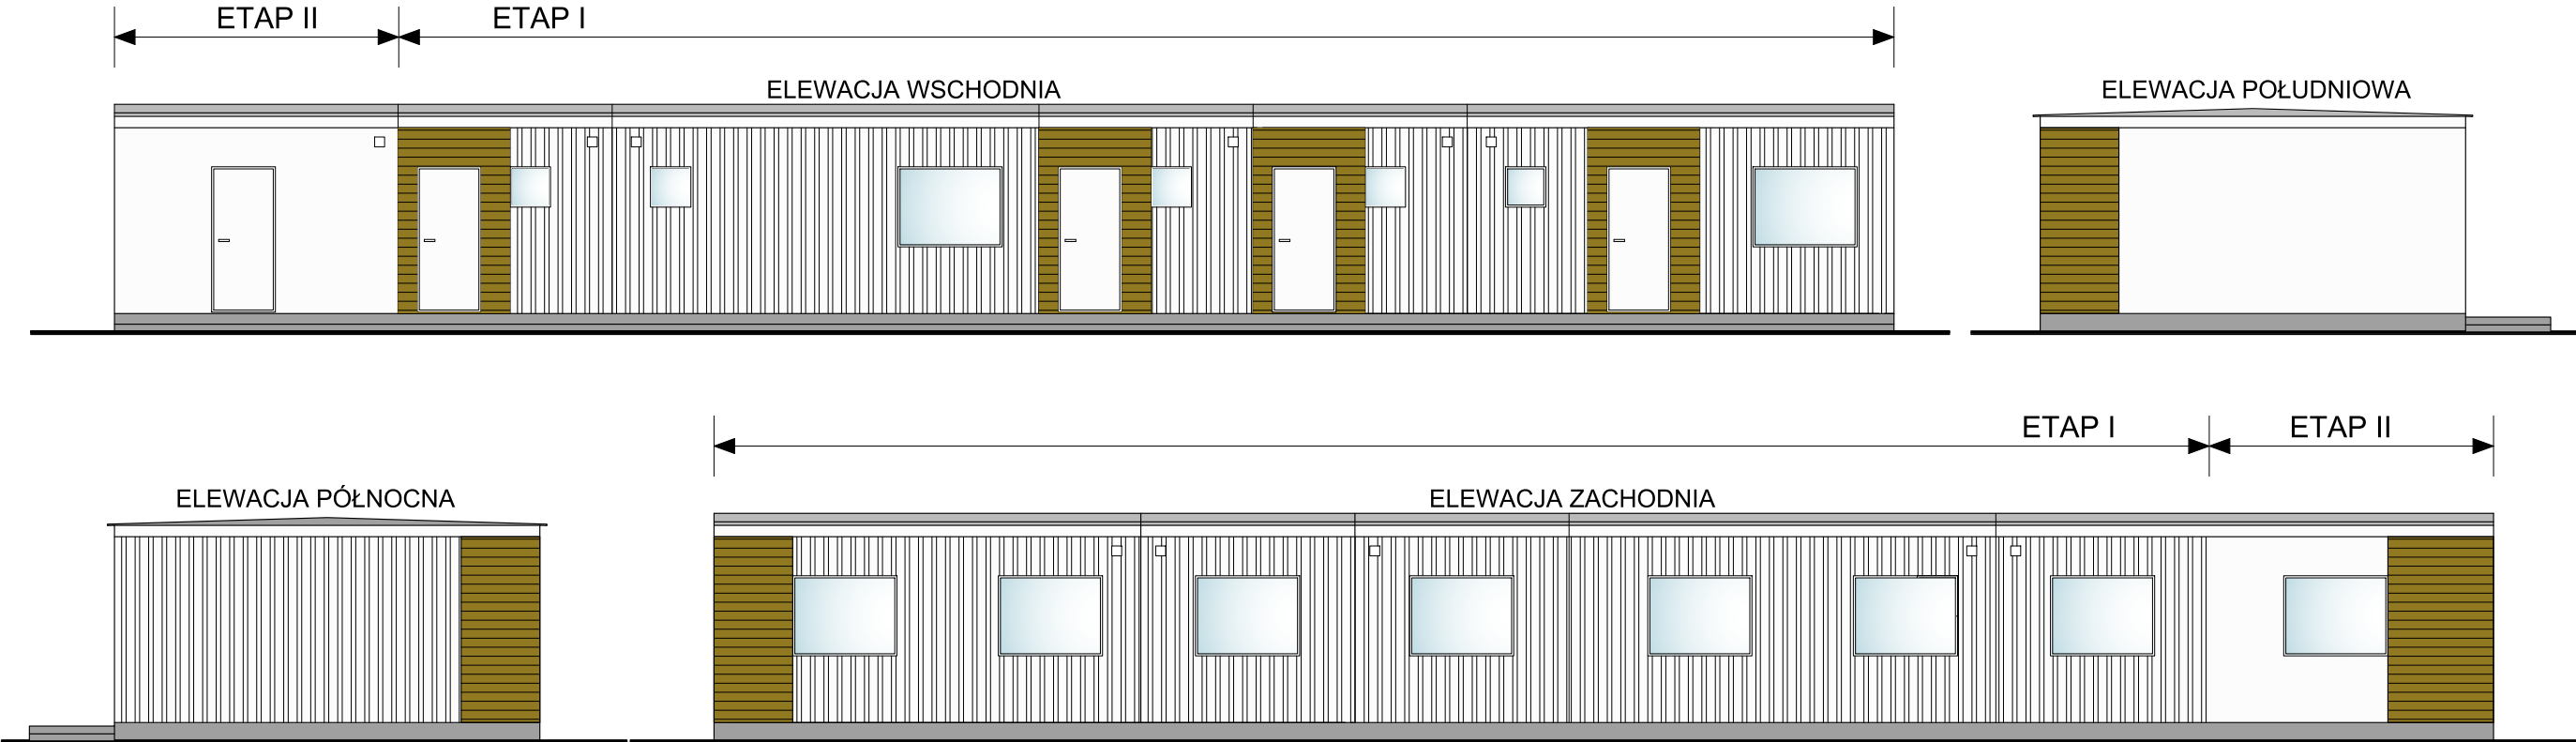 ETAP II
ETAP I
ELEWACJA WSCHODNIA
ELEWACJA POŁUDNIOWA
ETAP I
ETAP II
ELEWACJA PÓŁNOCNA
ELEWACJA ZACHODNIA